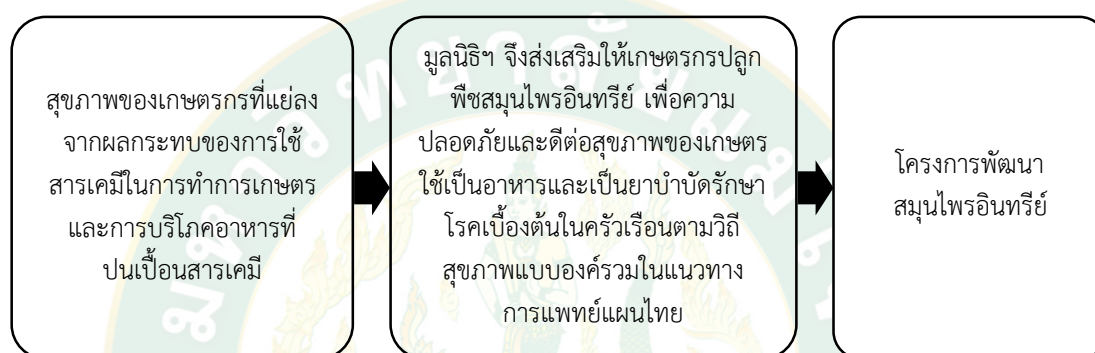 สุขภาพของเกษตรกรที่แย่ลง
จากผลกระทบของการใช้
สารเคมีในการทำการเกษตร
และการบริโภคอาหารที่
ปนเปื้อนสารเคมี
มูลนิธิฯ จึงส่งเสริมให้เกษตรกรปลูก
พืชสมุนไพรอินทรีย์ เพื่อความ
ปลอดภัยและดีต่อสุขภาพของเกษตร
ใช้เป็นอาหารและเป็นยาบำบัดรักษา
โรคเบื้องต้นในครัวเรือนตามวิถี
สุขภาพแบบองค์รวมในแนวทาง
การแพทย์แผนไทย
โครงการพัฒนา
สมุนไพรอินทรีย์